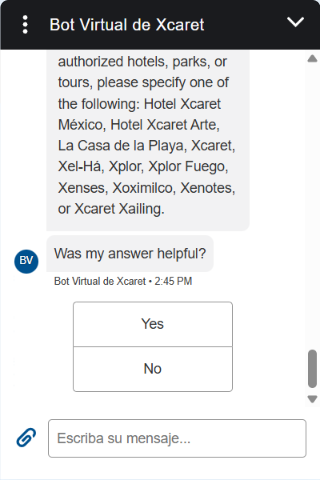 Bot Virtual de Xcaret
authorized hotels, parks, or
tours, please specify one of
the following: Hotel Xcaret
México, Hotel Xcaret Arte,
La Casa de la Playa, Xcaret,
Xel-Há, Xplor, Xplor Fuego,
Xenses, Xoximilco, Xenotes,
or Xcaret Xailing.
Was my answer helpful?
BV
Bot Virtual de Xcaret • 2:45 PM
Yes
No
Escriba su mensaje...